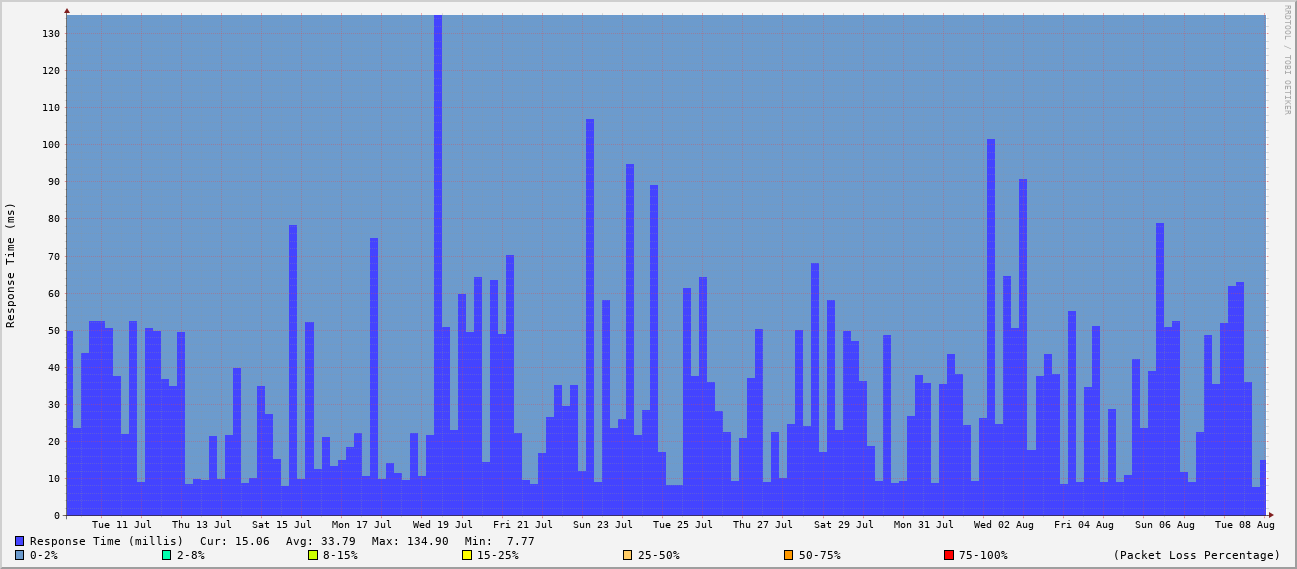 RRDTOOL / TOBI OETIKER
Response Time (ms)
130
120
110
100
90
80
70
60
50
40
30
20
10
0
Tue 11 Jul Thu 13 Jul Sat 15 Jul Mon 17 Jul Wed 19 Jul Fri 21 Jul Sun 23 Jul Tue 25 Jul Thu 27 Jul Sat 29 Jul Mon 31 Jul Wed 02 Aug Fri 04 Aug Sun 06 Aug Tue 08 Aug
Response Time (millis) Cur: 15.06 Avg: 33.79 Max: 134.90 Min: 7.77
0-2% 2-8% 8-15% 15-25% 25-50% 50-75% 75-100% (Packet Loss Percentage)